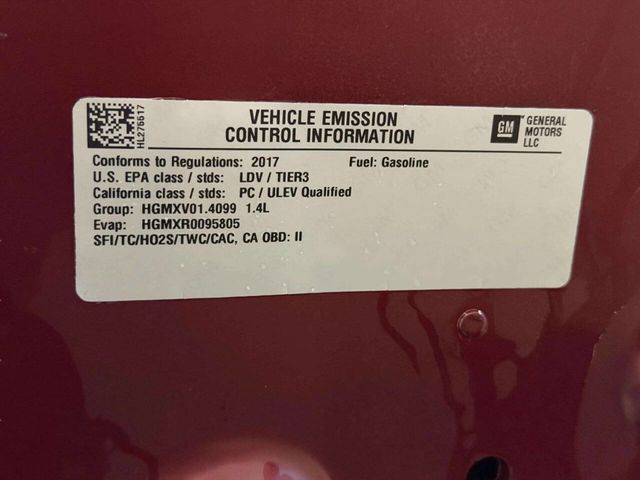 HL276617
VEHICLE EMISSION
CONTROL INFORMATION
GM
GENERAL
MOTORS
LLC
Conforms to Regulations: 2017 Fuel: Gasoline
U.S. EPA class / stds: LDV / TIER3
California class / stds: PC / ULEV Qualified
Group: HGMXV01.4099 1.4L
Evap: HGMXR0095805
SFI/TC/HO2S/TWC/CAC, CA OBD: II